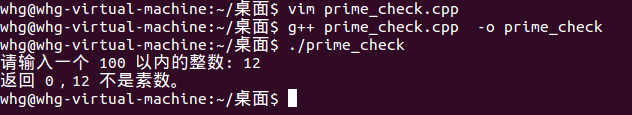 whg@whg-virtual-machine:~/桌面$ vim prime_check.cpp
whg@whg-virtual-machine:~/桌面$ g++ prime_check.cpp  -o prime_check
whg@whg-virtual-machine:~/桌面$ ./prime_check
请输入一个 100 以内的整数: 12
返回 0，12 不是素数。
whg@whg-virtual-machine:~/桌面$